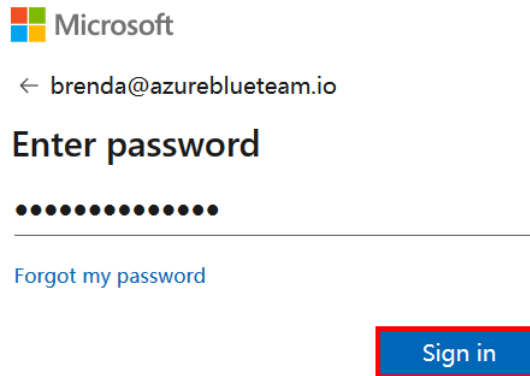 Microsoft
← brenda@azureblueteam.io
Enter password
••••••••••••••
Forgot my password
Sign in